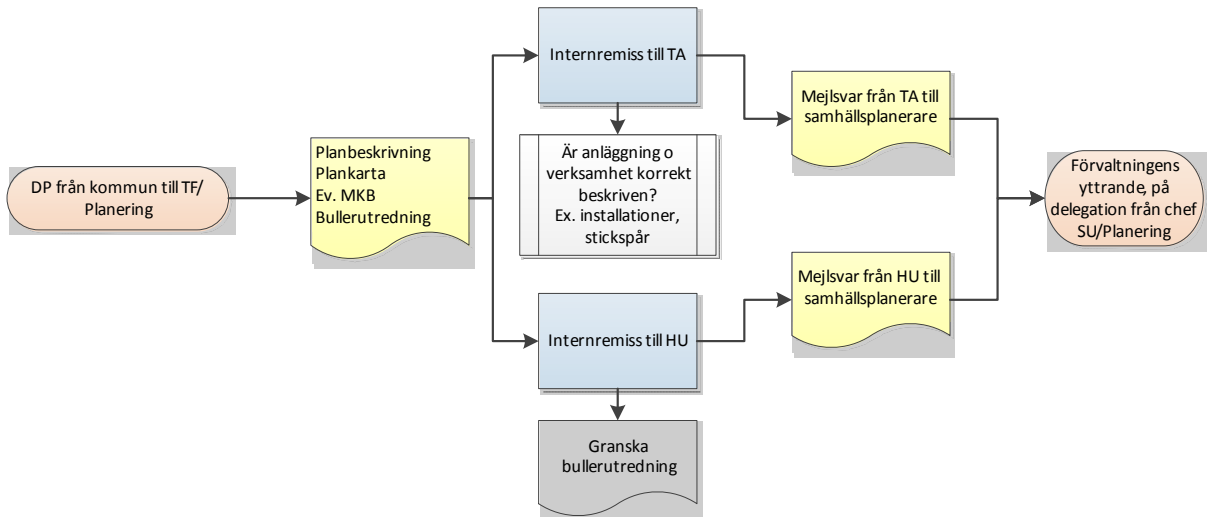 DP från kommun till TF/
Planering
Planbeskrivning
Plankarta
Ev. MKB
Bullerutredning
Internremiss till TA
Är anläggning o
verksamhet korrekt
beskriven?
Ex. installationer,
stickspår
Internremiss till HU
Granska
bullerutredning
Mejlsvar från TA till
samhällsplanerare
Mejlsvar från HU till
samhällsplanerare
Förvaltningens
yttrande, på
delegation från chef
SU/Planering